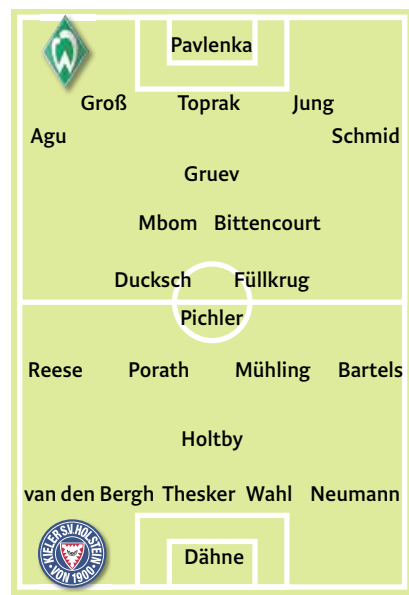 W
Pavlenka
Groß Toprak Jung
Agu Schmid
Gruev
Mbom Bittencourt
Ducksch Füllkrug
Pichler
Reese Porath Mühling Bartels
Holtby
van den Bergh Thesker Wahl Neumann
KIELER S.V. HOLSTEIN
VON 1900
Dähne